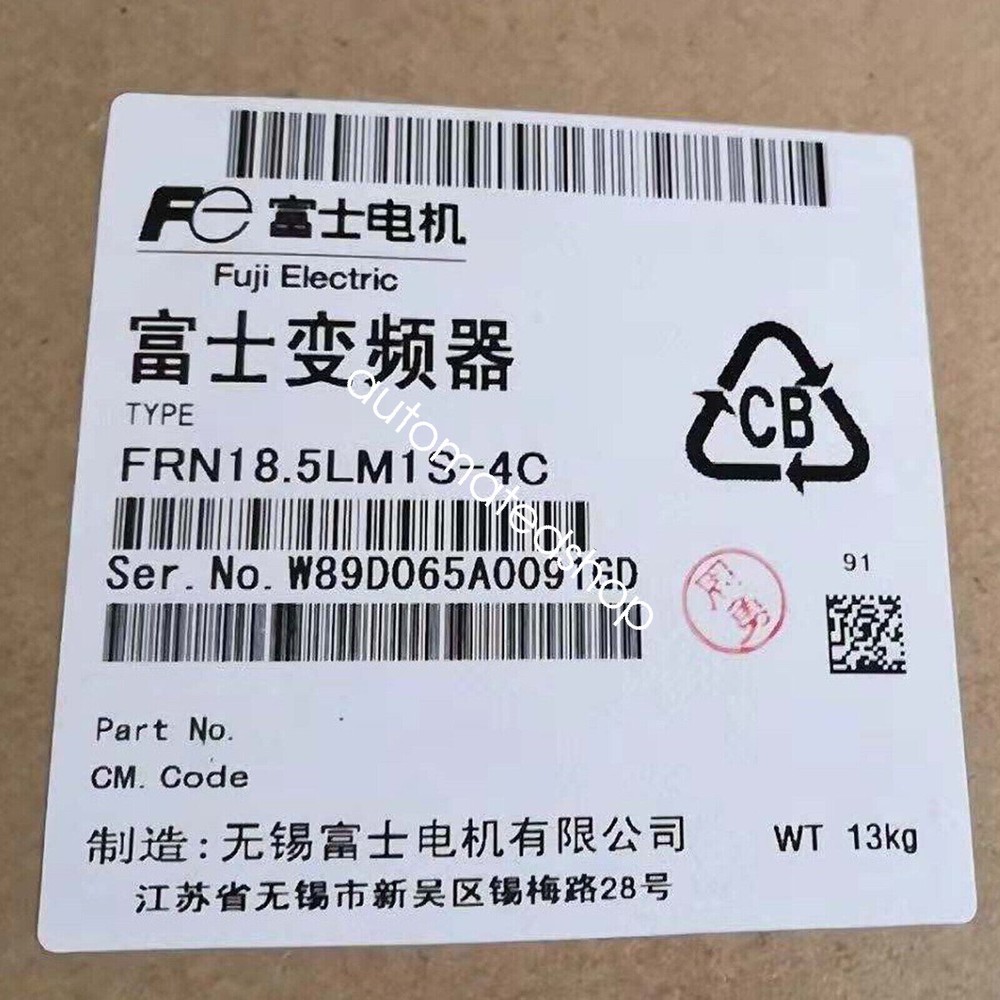 Fe 富士电机
Fuji Electric
富士变频器
TYPE
FRN18.5LM1S-4C
CB
Ser.No.W89D065A0091GD
automatedshop
91
Part No.
CM. Code
制造:无锡富士电机有限公司
WT 13kg
江苏省无锡市新吴区锡梅路28号